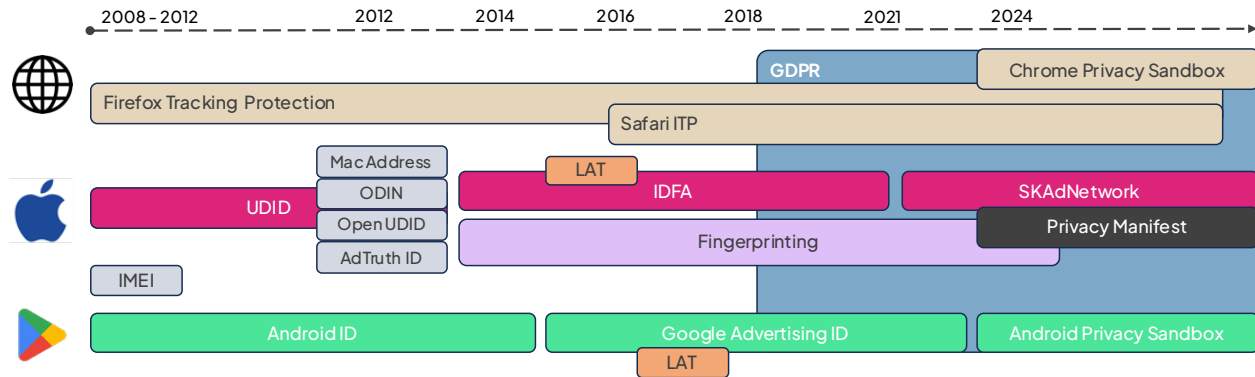 2008 - 2012 2012 2014 2016 2018 2021 2024
GDPR
Chrome Privacy Sandbox
Firefox Tracking Protection
Safari ITP
Mac Address
LAT
ODIN
IDFA
SKAdNetwork
UDID
Open UDID
Privacy Manifest
Fingerprinting
AdTruth ID
IMEI
Android ID
Google Advertising ID
Android Privacy Sandbox
LAT